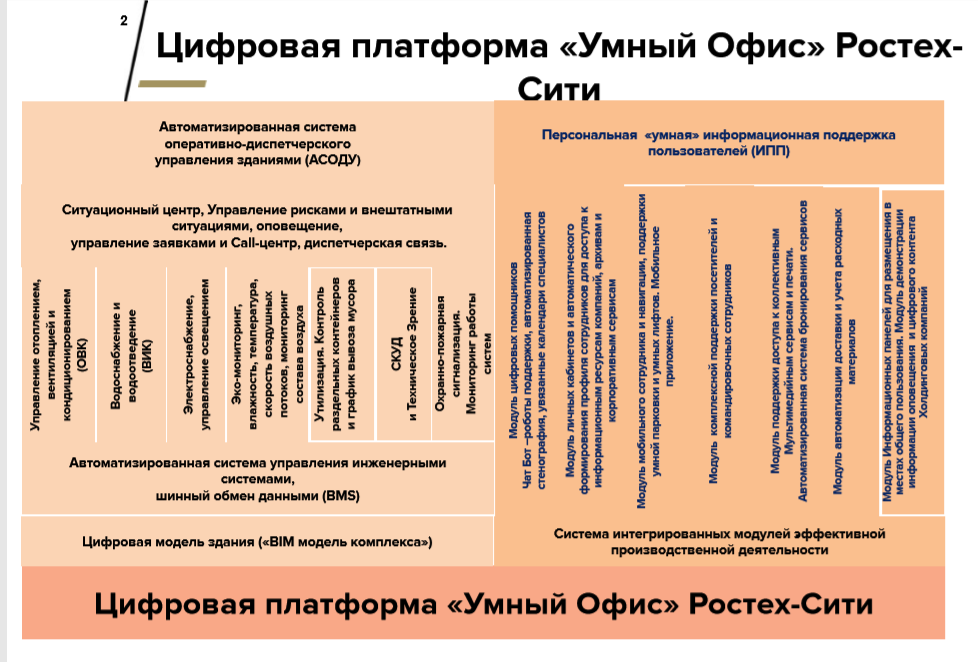 2
Цифровая платформа «Умный Офис» Ростех-
Сити
Автоматизированная система
оперативно-диспетчерского
управления зданиями (АСОДУ)
Ситуационный центр, Управление рисками и внештатными
ситуациями, оповещение,
управление заявками и Call-центр, диспетчерская связь.
Управление отоплением,
вентиляцией и
кондиционированием
(ОВК)
Водоснабжение и
водоотведение
(ВИК)
Электроснабжение,
управление освещением
Эко-мониторинг,
влажность, температура,
скорость воздушных
потоков, мониторинг
состава воздуха
Утилизация. Контроль
раздельных контейнеров
и график вывоза мусора
СКУД
и Техническое Зрение
Охранно-пожарная
сигнализация.
Мониторинг работы
систем
Автоматизированная система управления инженерными
системами,
шинный обмен данными (BMS)
Цифровая модель здания («BIM модель комплекса»)
Персональная «умная» информационная поддержка
пользователей (ИПП)
Модуль цифровых помощников
Чат Бот –роботы поддержки, автоматизированная
стенография, увязанные календари специалистов
Модуль личных кабинетов и автоматического
формирования профиля сотрудников для доступа к
информационным ресурсам компаний, архивам и
корпоративным сервисам
Модуль мобильного сотрудника и навигации, поддержки
умной парковки и умных лифтов. Мобильное
приложение.
Модуль комплексной поддержки посетителей и
командировочных сотрудников
Модуль поддержки доступа к коллективным
Мультимедийным сервисам и печати.
Автоматизированная система бронирования сервисов
Модуль автоматизации доставки и учета расходных
материалов
Модуль Информационных панелей для размещения в
местах общего пользования. Модуль демонстрации
информации оповещения и цифрового контента
Холдинговых компаний
Система интегрированных модулей эффективной
производственной деятельности
Цифровая платформа «Умный Офис» Ростех-Сити